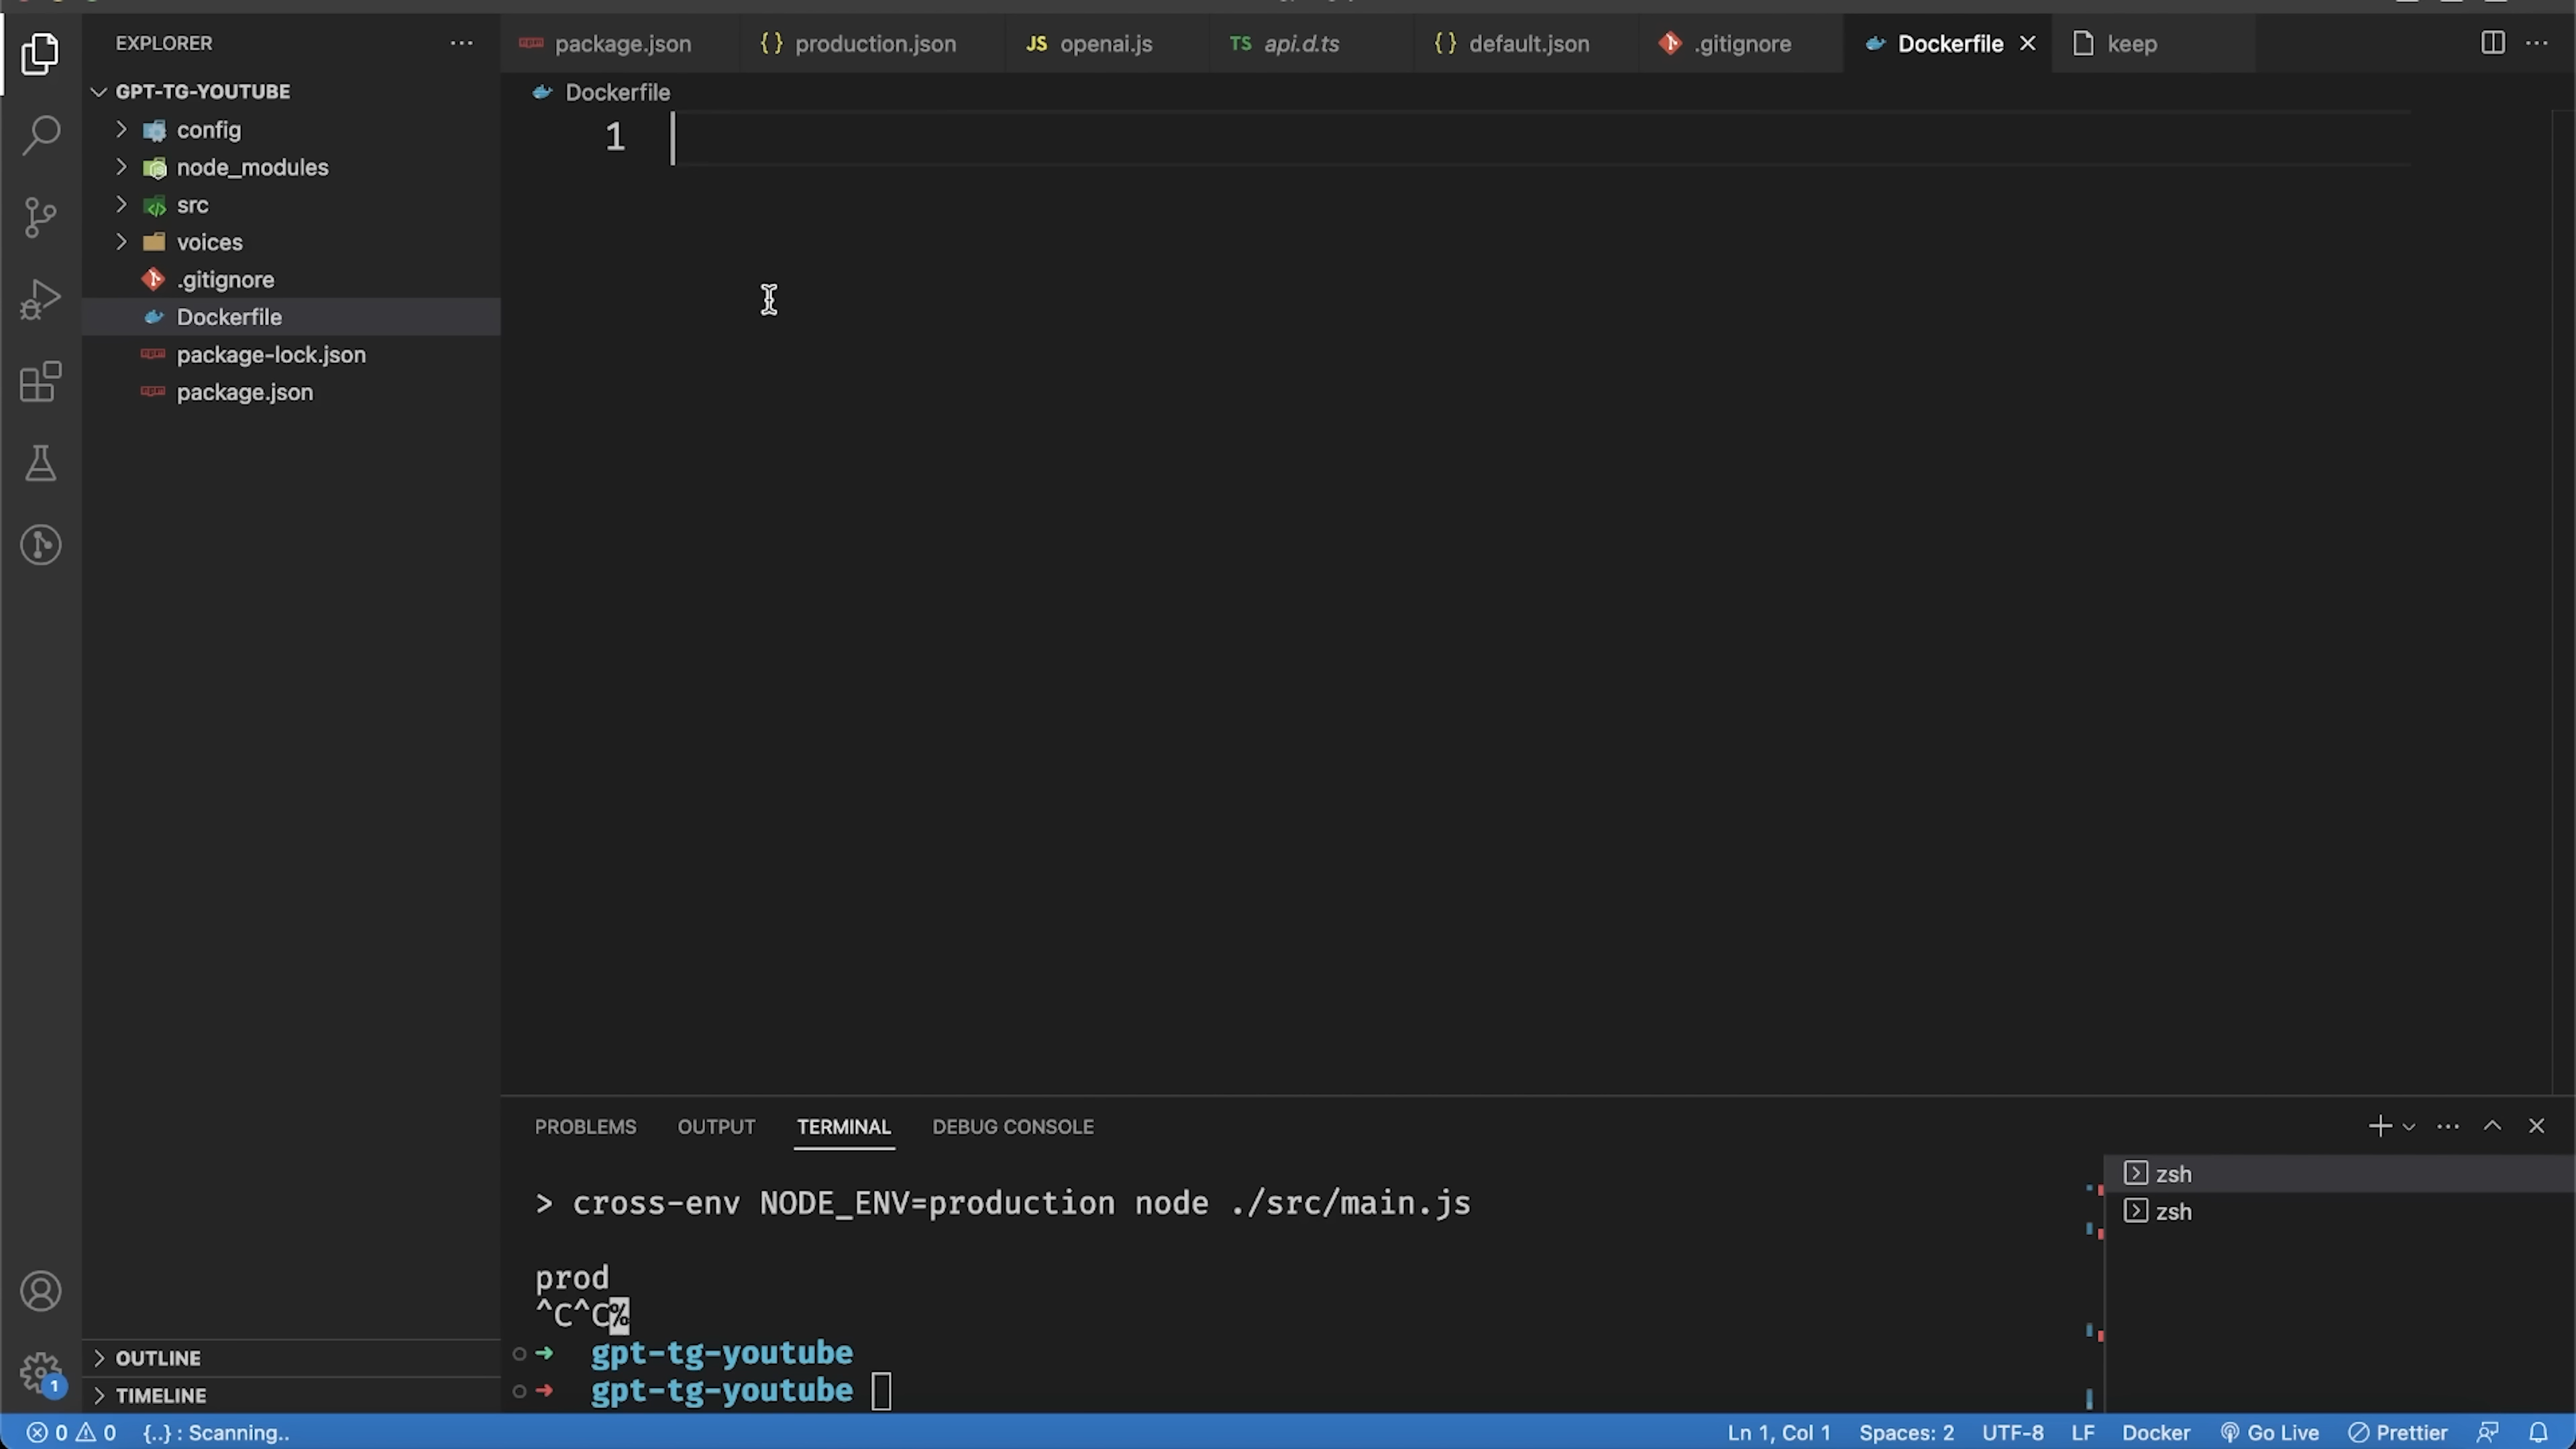 EXPLORER
GPT-TG-YOUTUBE
config
node_modules
src
voices
.gitignore
Dockerfile
package-lock.json
package.json
OUTLINE
TIMELINE
package.json
{} production.json
JS openai.js
TS api.d.ts
{} default.json
.gitignore
Dockerfile
keep
Dockerfile
1
PROBLEMS
OUTPUT
TERMINAL
DEBUG CONSOLE
> cross-env NODE_ENV=production node ./src/main.js
prod
^C^C%
→ gpt-tg-youtube
→ gpt-tg-youtube
zsh
zsh
1
0 0 {..} : Scanning..
Ln 1, Col 1
Spaces: 2
UTF-8
LF
Docker
Go Live
Prettier